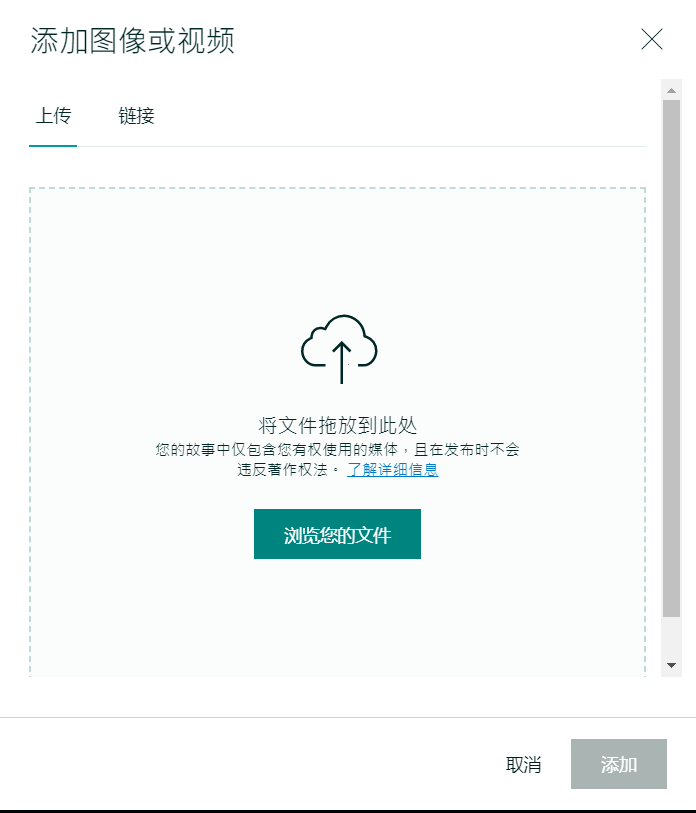 添加图像或视频
上传
链接
将文件拖放到此处
您的故事中仅包含您有权使用的媒体，且在发布时不会
违反著作权法。 了解详细信息
浏览您的文件
取消
添加